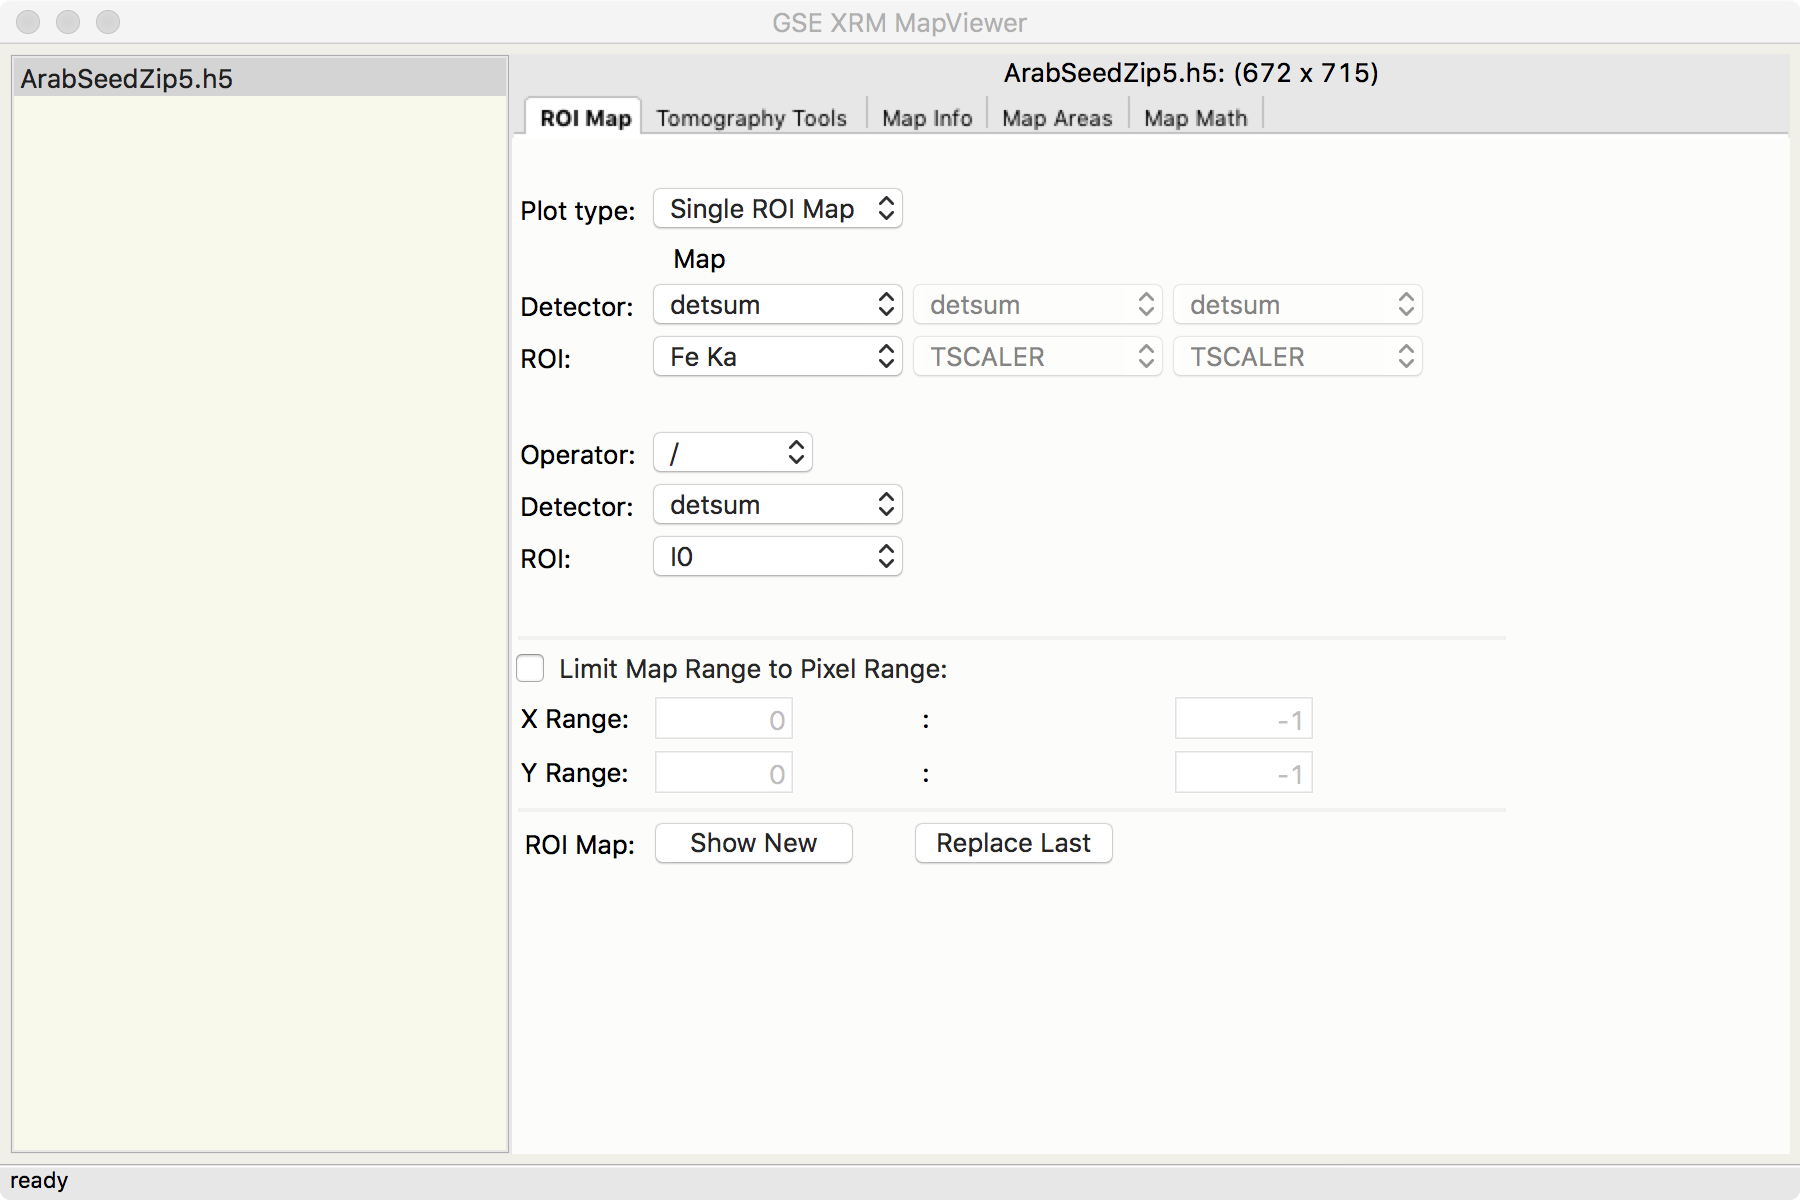 GSE XRM MapViewer
ArabSeedZip5.h5
ArabSeedZip5.h5: (672 x 715)
ROI Map Tomography Tools Map Info Map Areas Map Math
Plot type: Single ROI Map
Map
Detector: detsum detsum detsum
ROI: Fe Ka TSCALER TSCALER
Operator: /
Detector: detsum
ROI: I0
Limit Map Range to Pixel Range:
X Range: 0 : -1
Y Range: 0 : -1
ROI Map: Show New Replace Last
ready